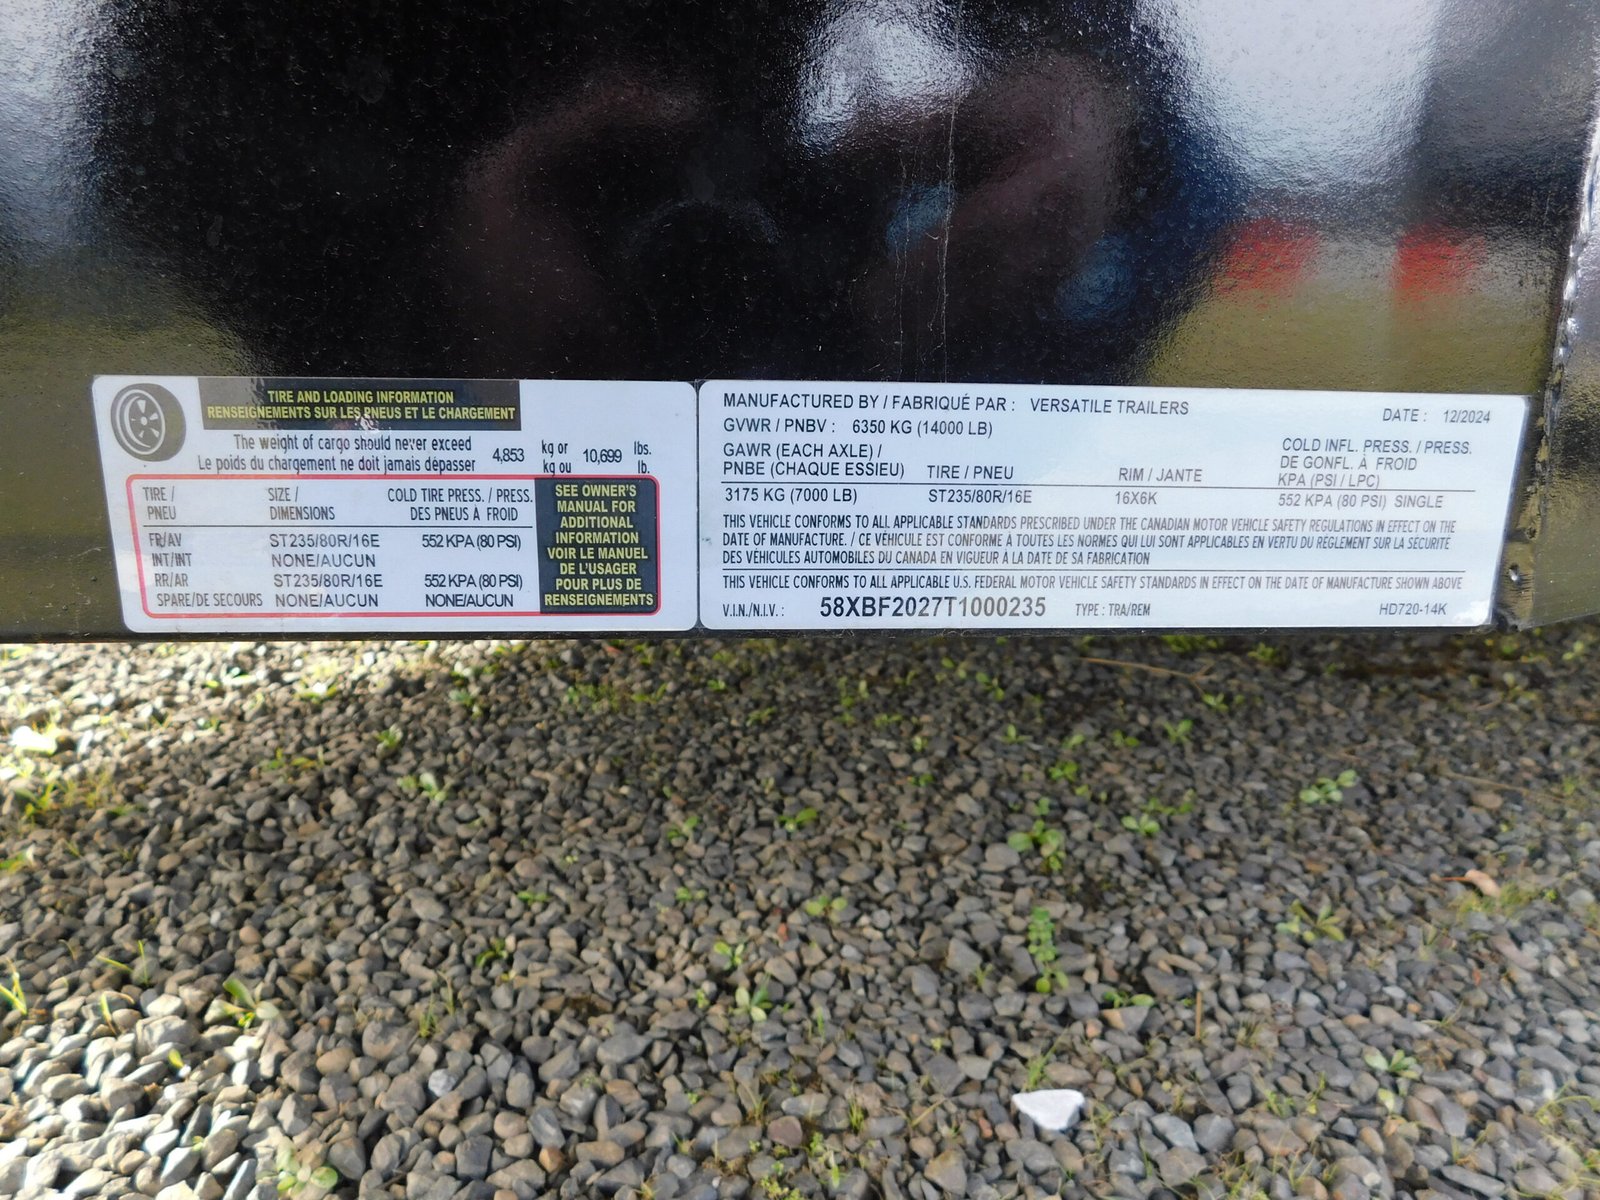 TIRE AND LOADING INFORMATION
RENSEIGNEMENTS SUR LES PNEUS ET LE CHARGEMENT
The weight of cargo should never exceed 4,853 kg or 10,699 lbs.
Le poids du chargement ne doit jamais dépasser kg ou lb.
TIRE / SIZE / COLD TIRE PRESS. / PRESS.
PNEU DIMENSIONS DES PNEUS À FROID
FR/AV ST235/80R/16E 552 KPA (80 PSI)
INT/INT NONE/AUCUN
RR/AR ST235/80R/16E 552 KPA (80 PSI)
SPARE/DE SECOURS NONE/AUCUN NONE/AUCUN
SEE OWNER'S
MANUAL FOR
ADDITIONAL
INFORMATION
VOIR LE MANUEL
DE L'USAGER
POUR PLUS DE
RENSEIGNEMENTS
MANUFACTURED BY / FABRIQUÉ PAR : VERSATILE TRAILERS DATE : 12/2024
GVWR / PNBV : 6350 KG (14000 LB)
GAWR (EACH AXLE) / COLD INFL. PRESS. / PRESS.
PNBE (CHAQUE ESSIEU) TIRE / PNEU RIM / JANTE DE GONFL. À FROID
KPA (PSI / LPC)
3175 KG (7000 LB) ST235/80R/16E 16X6K 552 KPA (80 PSI) SINGLE
THIS VEHICLE CONFORMS TO ALL APPLICABLE STANDARDS PRESCRIBED UNDER THE CANADIAN MOTOR VEHICLE SAFETY REGULATIONS IN EFFECT ON THE
DATE OF MANUFACTURE. / CE VÉHICULE EST CONFORME À TOUTES LES NORMES QUI LUI SONT APPLICABLES EN VERTU DU RÈGLEMENT SUR LA SÉCURITÉ
DES VÉHICULES AUTOMOBILES DU CANADA EN VIGUEUR À LA DATE DE SA FABRICATION
THIS VEHICLE CONFORMS TO ALL APPLICABLE U.S. FEDERAL MOTOR VEHICLE SAFETY STANDARDS IN EFFECT ON THE DATE OF MANUFACTURE SHOWN ABOVE
V.I.N./N.I.V.: 58XBF2027T1000235 TYPE : TRA/REM HD720-14K